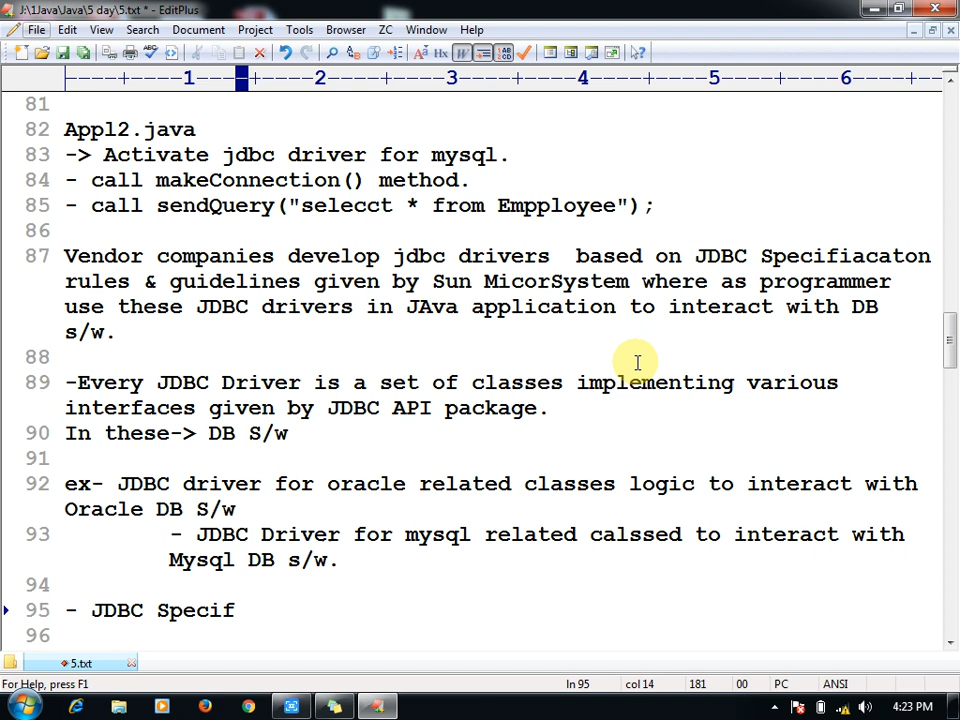 J:\1Java\Java\5 day\5.txt * - EditPlus
File Edit View Search Document Project Tools Browser ZC Window Help
----+----1----+----2----+----3----+----4----+----5----+----6----+--
81
82 Appl2.java
83 -> Activate jdbc driver for mysql.
84 - call makeConnection() method.
85 - call sendQuery("selecct * from Empployee");
86
87 Vendor companies develop jdbc drivers  based on JDBC Specifiacaton
rules & guidelines given by Sun MicorSystem where as programmer
use these JDBC drivers in JAva application to interact with DB
s/w.
88
89 -Every JDBC Driver is a set of classes implementing various
interfaces given by JDBC API package.
90 In these-> DB S/w
91
92 ex- JDBC driver for oracle related classes logic to interact with
Oracle DB S/w
93 - JDBC Driver for mysql related calssed to interact with
Mysql DB s/w.
94
95 - JDBC Specif
96
5.txt
For Help, press F1 ln 95 col 14 181 00 PC ANSI
4:23 PM